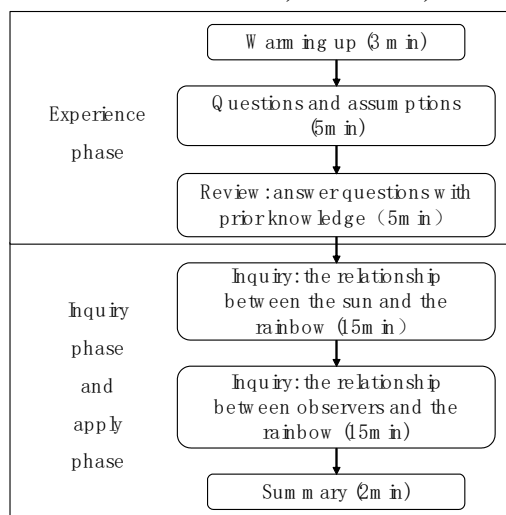 Warming up (3min)
Questions and assumptions
(5min)
Experience
phase
Review: answer questions with
prior knowledge（5min）
Inquiry: the relationship
between the sun and the
rainbow (15min）
Inquiry
phase
and
apply
phase
Inquiry: the relationship
between observers and the
rainbow (15min)
Summary (2min)